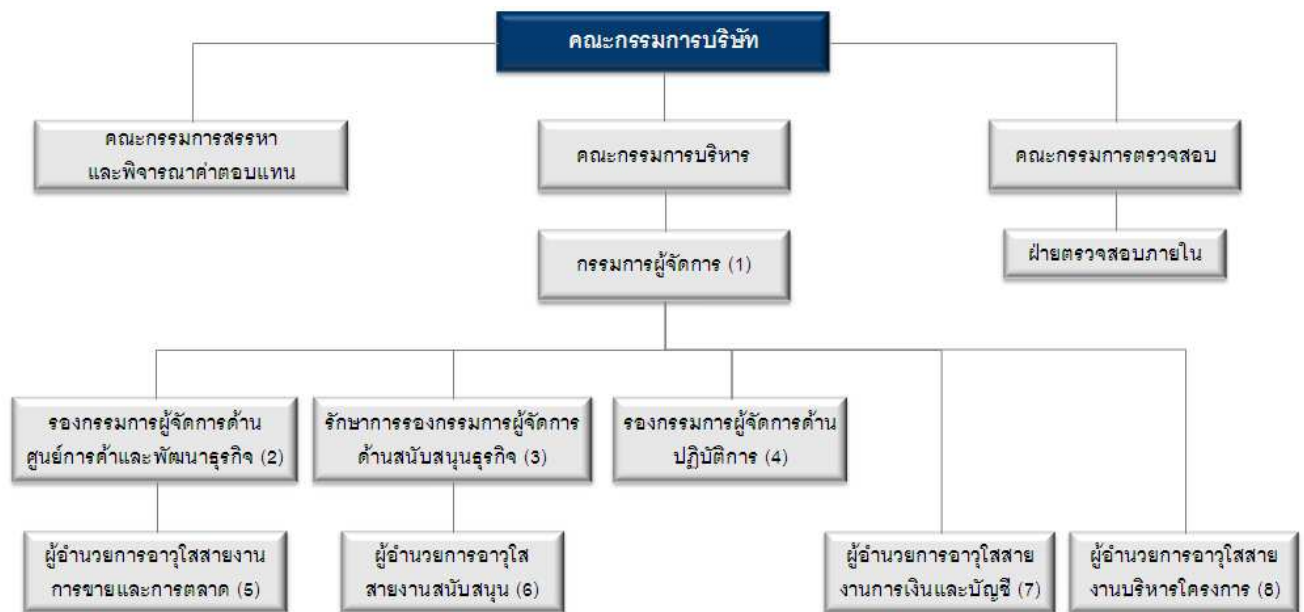 คณะกรรมการบริษัท
คณะกรรมการสรรหา
และพิจารณาค่าตอบแทน
คณะกรรมการบริหาร
คณะกรรมการตรวจสอบ
กรรมการผู้จัดการ (1)
ฝ่ายตรวจสอบภายใน
รองกรรมการผู้จัดการด้าน
ศูนย์การค้าและพัฒนาธุรกิจ (2)
รักษาการรองกรรมการผู้จัดการ
ด้านสนับสนุนธุรกิจ (3)
รองกรรมการผู้จัดการด้าน
ปฏิบัติการ (4)
ผู้อำนวยการอาวุโสสายงาน
การขายและการตลาด (5)
ผู้อำนวยการอาวุโส
สายงานสนับสนุน (6)
ผู้อำนวยการอาวุโสสาย
งานการเงินและบัญชี (7)
ผู้อำนวยการอาวุโสสาย
งานบริหารโครงการ (8)